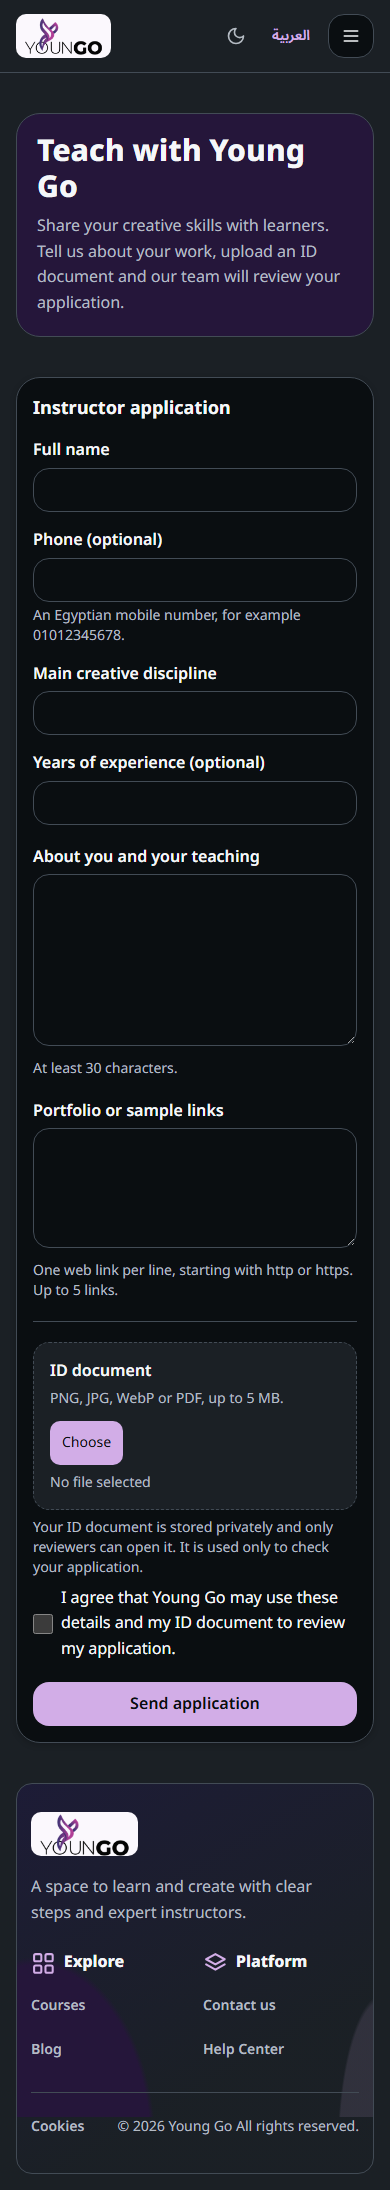 YOUNGO
العربية
Teach with Young
Go
Share your creative skills with learners.
Tell us about your work, upload an ID
document and our team will review your
application.
Instructor application
Full name
Phone (optional)
An Egyptian mobile number, for example
01012345678.
Main creative discipline
Years of experience (optional)
About you and your teaching
At least 30 characters.
Portfolio or sample links
One web link per line, starting with http or https.
Up to 5 links.
ID document
PNG, JPG, WebP or PDF, up to 5 MB.
Choose
No file selected
Your ID document is stored privately and only
reviewers can open it. It is used only to check
your application.
I agree that Young Go may use these
details and my ID document to review
my application.
Send application
YOUNGO
A space to learn and create with clear
steps and expert instructors.
Explore
Courses
Blog
Platform
Contact us
Help Center
Cookies
© 2026 Young Go All rights reserved.